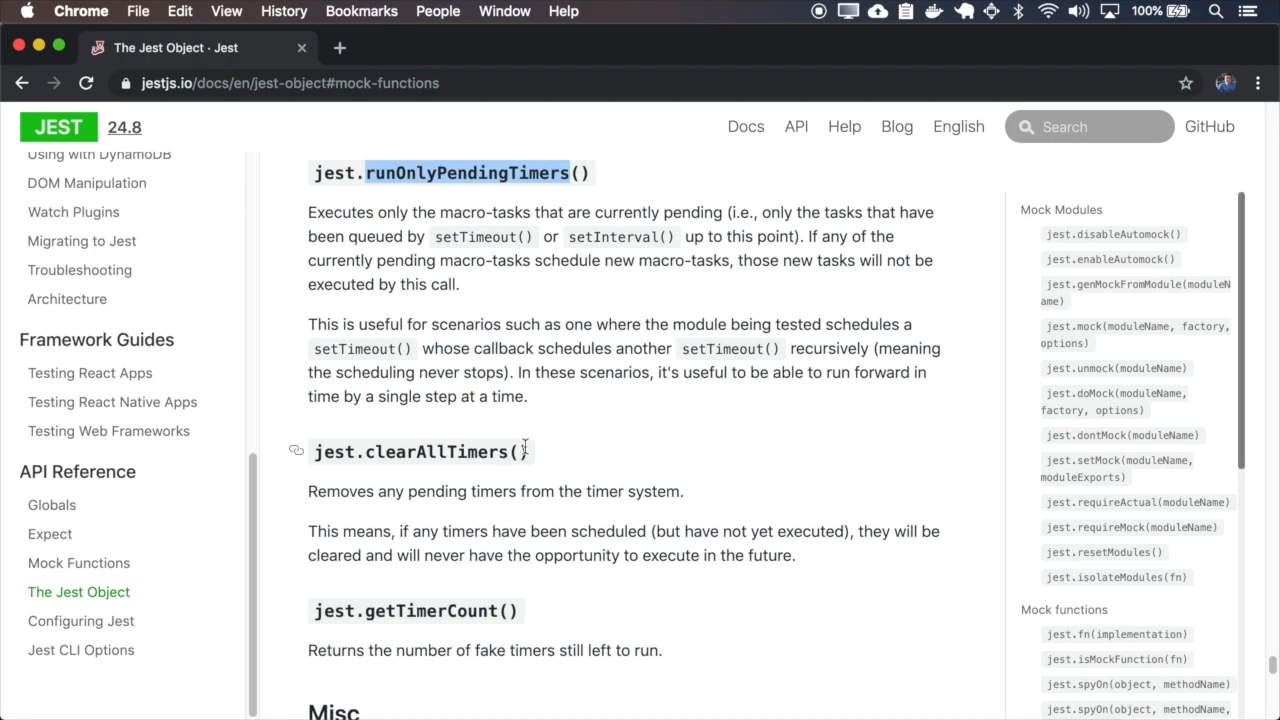 Chrome File Edit View History Bookmarks People Window Help 100%
The Jest Object · Jest
jestjs.io/docs/en/jest-object#mock-functions
JEST 24.8 Docs API Help Blog English Search GitHub
Using with DynamoDB
DOM Manipulation
Watch Plugins
Migrating to Jest
Troubleshooting
Architecture
Framework Guides
Testing React Apps
Testing React Native Apps
Testing Web Frameworks
API Reference
Globals
Expect
Mock Functions
The Jest Object
Configuring Jest
Jest CLI Options
jest.runOnlyPendingTimers()
Executes only the macro-tasks that are currently pending (i.e., only the tasks that have
been queued by setTimeout() or setInterval() up to this point). If any of the
currently pending macro-tasks schedule new macro-tasks, those new tasks will not be
executed by this call.
This is useful for scenarios such as one where the module being tested schedules a
setTimeout() whose callback schedules another setTimeout() recursively (meaning
the scheduling never stops). In these scenarios, it's useful to be able to run forward in
time by a single step at a time.
jest.clearAllTimers()
Removes any pending timers from the timer system.
This means, if any timers have been scheduled (but have not yet executed), they will be
cleared and will never have the opportunity to execute in the future.
jest.getTimerCount()
Returns the number of fake timers still left to run.
Misc
Mock Modules
jest.disableAutomock()
jest.enableAutomock()
jest.genMockFromModule(moduleN
ame)
jest.mock(moduleName, factory,
options)
jest.unmock(moduleName)
jest.doMock(moduleName,
factory, options)
jest.dontMock(moduleName)
jest.setMock(moduleName,
moduleExports)
jest.requireActual(moduleName)
jest.requireMock(moduleName)
jest.resetModules()
jest.isolateModules(fn)
Mock functions
jest.fn(implementation)
jest.isMockFunction(fn)
jest.spyOn(object, methodName)
jest.spyOn(object, methodName,